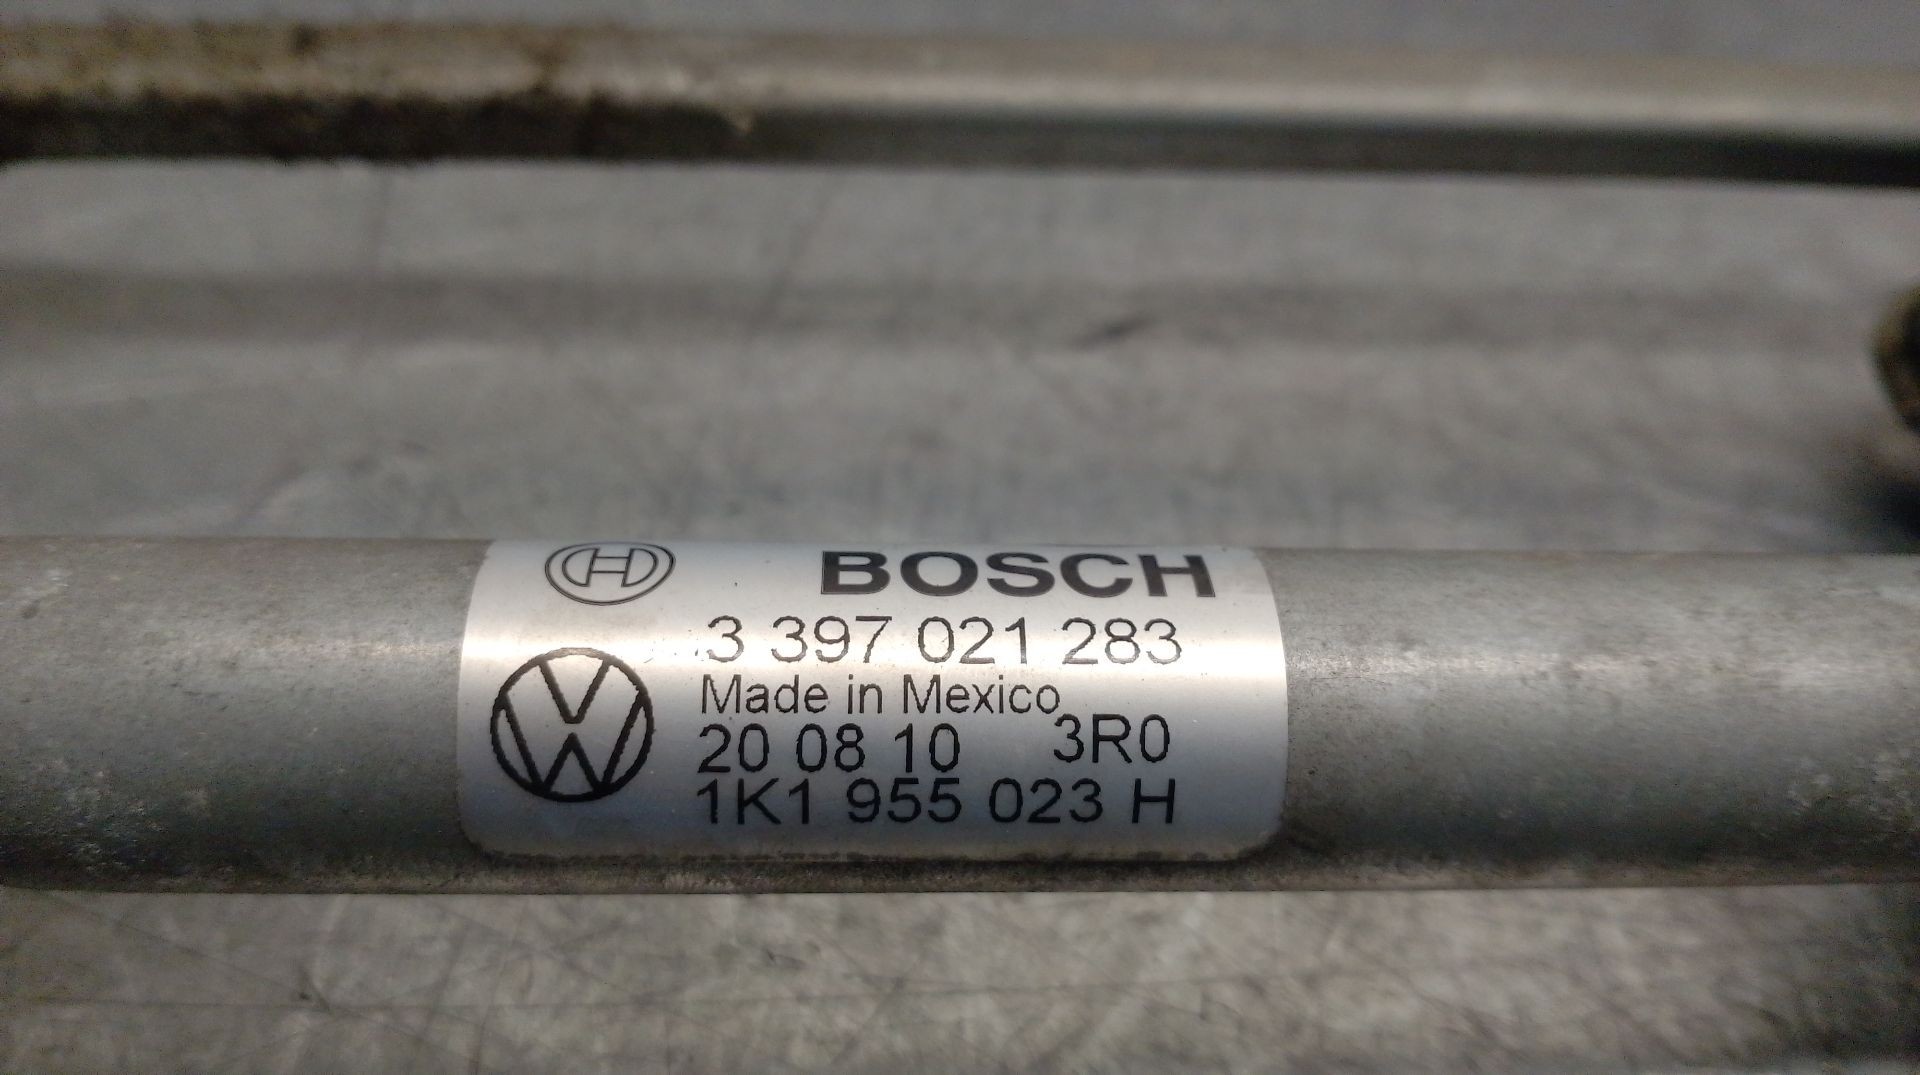 BOSCH
3 397 021 283
Made in Mexico
20 08 10 3R0
1K1 955 023 H